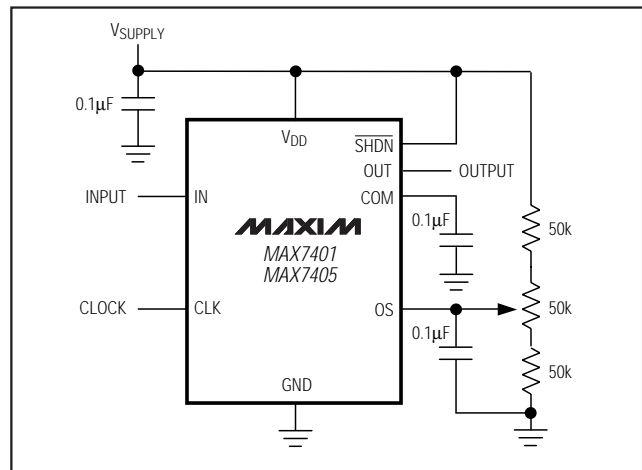 VSUPPLY
0.1μF
VDD
SHDN
OUT
OUTPUT
INPUT
IN
COM
MAXIM
0.1μF
50k
MAX7401
MAX7405
CLOCK
CLK
OS
50k
0.1μF
50k
GND